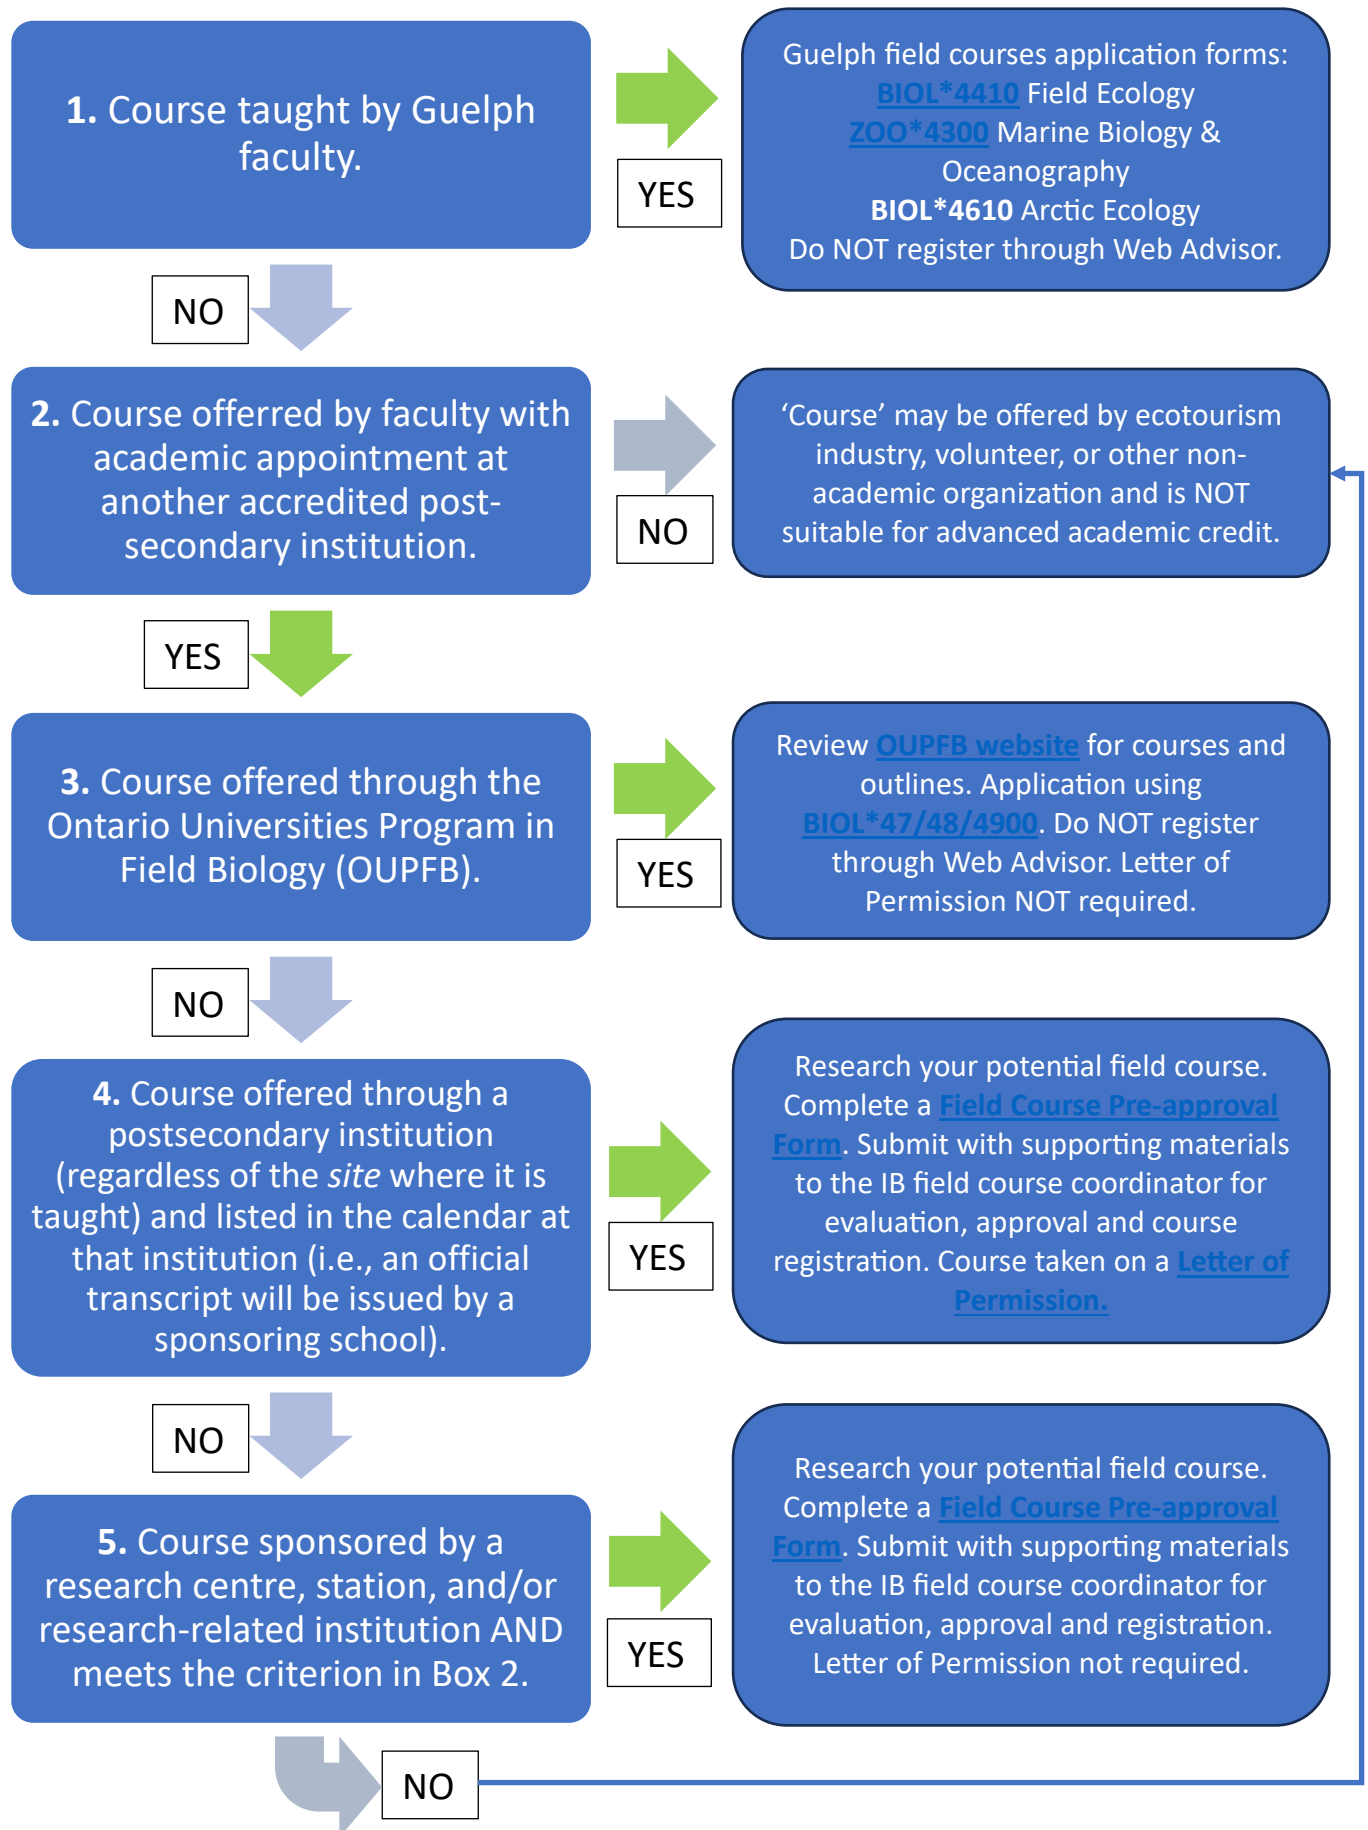 1. Course taught by Guelph
faculty.
YES
Guelph field courses application forms:
BIOL*4410 Field Ecology
ZOO*4300 Marine Biology &
Oceanography
BIOL*4610 Arctic Ecology
Do NOT register through Web Advisor.
NO
2. Course offerred by faculty with
academic appointment at
another accredited post-
secondary institution.
NO
‘Course’ may be offered by ecotourism
industry, volunteer, or other non-
academic organization and is NOT
suitable for advanced academic credit.
YES
3. Course offered through the
Ontario Universities Program in
Field Biology (OUPFB).
YES
Review OUPFB website for courses and
outlines. Application using
BIOL*47/48/4900. Do NOT register
through Web Advisor. Letter of
Permission NOT required.
NO
4. Course offered through a
postsecondary institution
(regardless of the site where it is
taught) and listed in the calendar at
that institution (i.e., an official
transcript will be issued by a
sponsoring school).
YES
Research your potential field course.
Complete a Field Course Pre-approval
Form. Submit with supporting materials
to the IB field course coordinator for
evaluation, approval and course
registration. Course taken on a Letter of
Permission.
NO
5. Course sponsored by a
research centre, station, and/or
research-related institution AND
meets the criterion in Box 2.
YES
Research your potential field course.
Complete a Field Course Pre-approval
Form. Submit with supporting materials
to the IB field course coordinator for
evaluation, approval and registration.
Letter of Permission not required.
NO